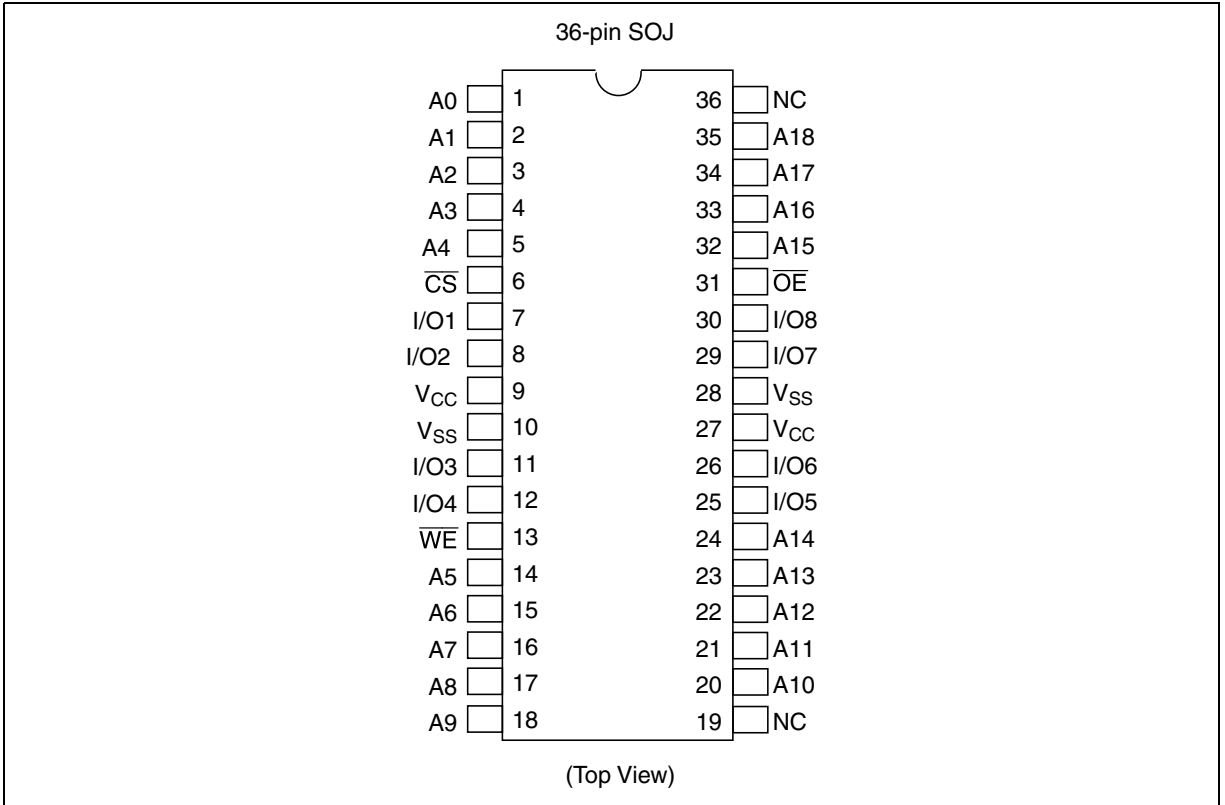 36-pin SOJ
A0 1 36 NC
A1 2 35 A18
A2 3 34 A17
A3 4 33 A16
A4 5 32 A15
C̅S̅ 6 31 O̅E̅
I/O1 7 30 I/O8
I/O2 8 29 I/O7
VCC 9 28 VSS
VSS 10 27 VCC
I/O3 11 26 I/O6
I/O4 12 25 I/O5
W̅E̅ 13 24 A14
A5 14 23 A13
A6 15 22 A12
A7 16 21 A11
A8 17 20 A10
A9 18 19 NC
(Top View)